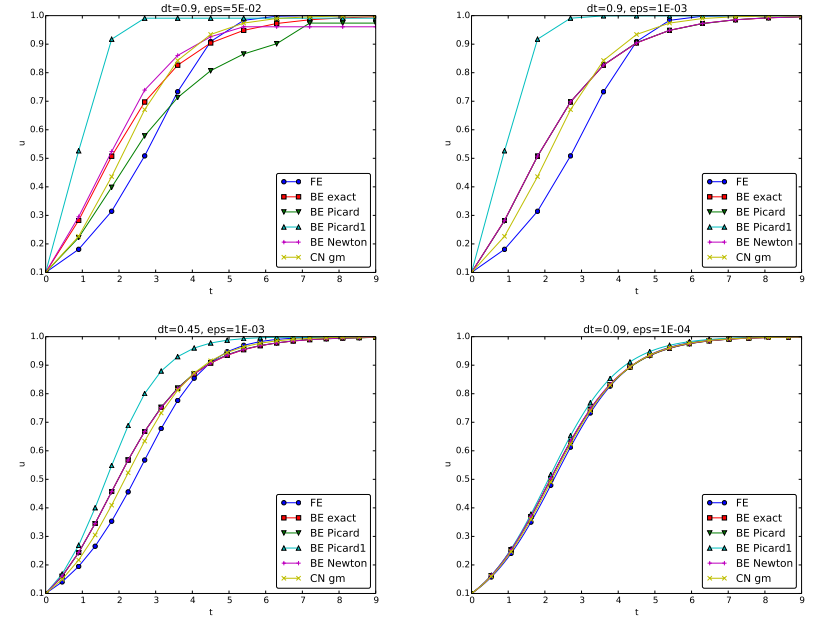 dt=0.9, eps=5E-02
1.0
0.9
0.8
0.7
0.6
0.5
0.4
0.3
0.2
0.1
u
0 1 2 3 4 5 6 7 8 9
t
FE
BE exact
BE Picard
BE Picard1
BE Newton
CN gm
dt=0.9, eps=1E-03
1.0
0.9
0.8
0.7
0.6
0.5
0.4
0.3
0.2
0.1
u
0 1 2 3 4 5 6 7 8 9
t
FE
BE exact
BE Picard
BE Picard1
BE Newton
CN gm
dt=0.45, eps=1E-03
1.0
0.9
0.8
0.7
0.6
0.5
0.4
0.3
0.2
0.1
u
0 1 2 3 4 5 6 7 8 9
t
FE
BE exact
BE Picard
BE Picard1
BE Newton
CN gm
dt=0.09, eps=1E-04
1.0
0.9
0.8
0.7
0.6
0.5
0.4
0.3
0.2
0.1
u
0 1 2 3 4 5 6 7 8 9
t
FE
BE exact
BE Picard
BE Picard1
BE Newton
CN gm